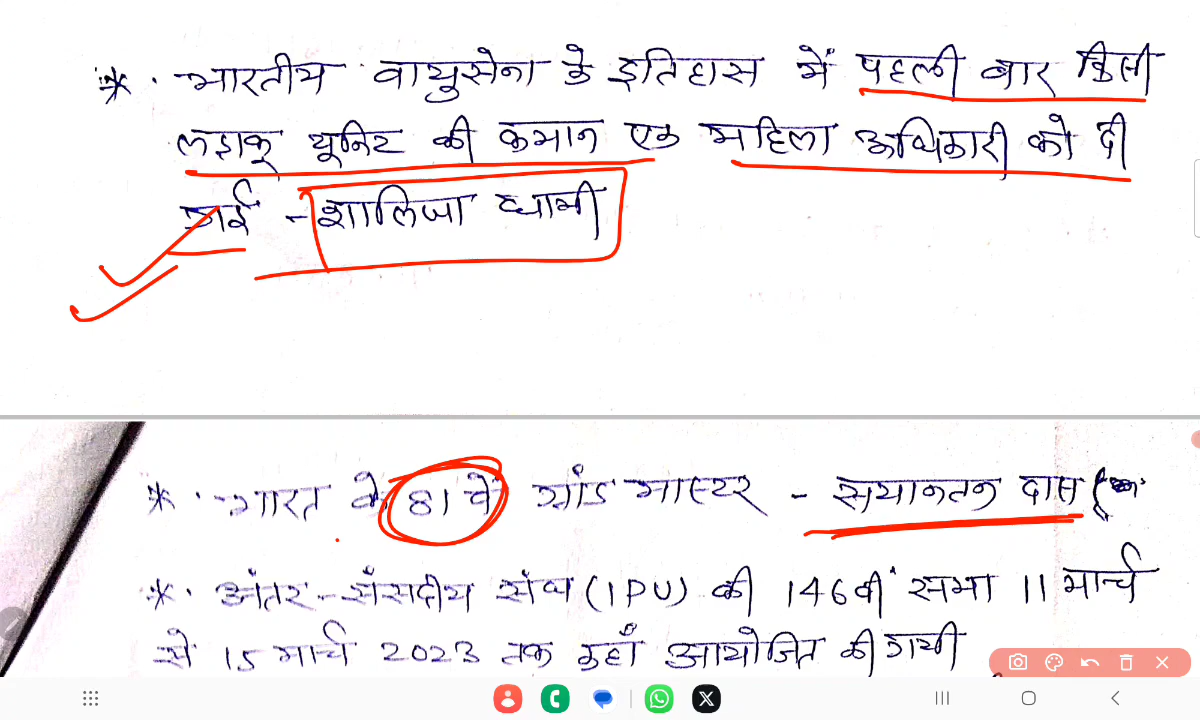 * . भारतीय वायुसेना के इतिहास में पहली बार किसी
लड़ाकू यूनिट की कमान एक महिला अधिकारी को दी
गई - शालिजा धामी
* . भारत के 81 वें ग्रांड मास्टर - सयानतन दास (
* . अंतर-संसदीय संघ (IPU) की 146वीं सभा 11 मार्च
से 15 मार्च 2023 तक कहाँ आयोजित की गयी